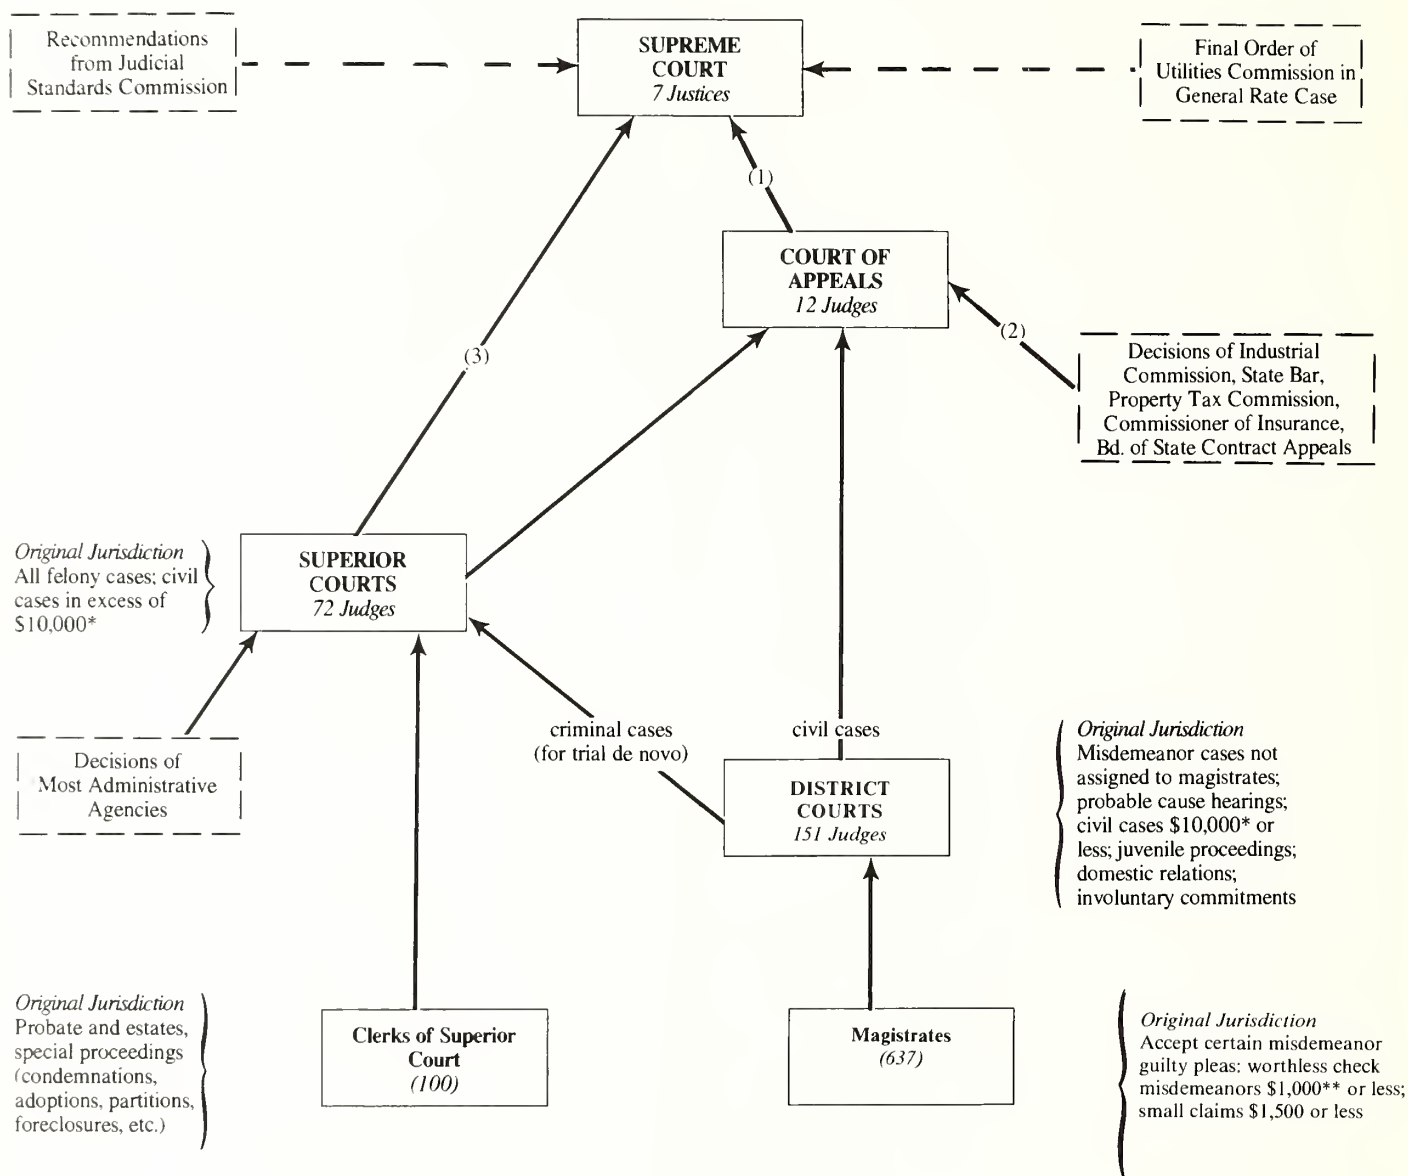 Recommendations
from Judicial
Standards Commission
SUPREME
COURT
7 Justices
Final Order of
Utilities Commission in
General Rate Case
(1)
COURT OF
APPEALS
12 Judges
(2)
Decisions of Industrial
Commission, State Bar,
Property Tax Commission,
Commissioner of Insurance,
Bd. of State Contract Appeals
(3)
Original Jurisdiction
All felony cases; civil
cases in excess of
$10,000*
SUPERIOR
COURTS
72 Judges
criminal cases
(for trial de novo)
civil cases
Decisions of
Most Administrative
Agencies
DISTRICT
COURTS
151 Judges
Original Jurisdiction
Misdemeanor cases not
assigned to magistrates;
probable cause hearings;
civil cases $10,000* or
less; juvenile proceedings;
domestic relations;
involuntary commitments
Original Jurisdiction
Probate and estates,
special proceedings
(condemnations,
adoptions, partitions,
foreclosures, etc.)
Clerks of Superior
Court
(100)
Magistrates
(637)
Original Jurisdiction
Accept certain misdemeanor
guilty pleas: worthless check
misdemeanors $1,000** or less;
small claims $1,500 or less